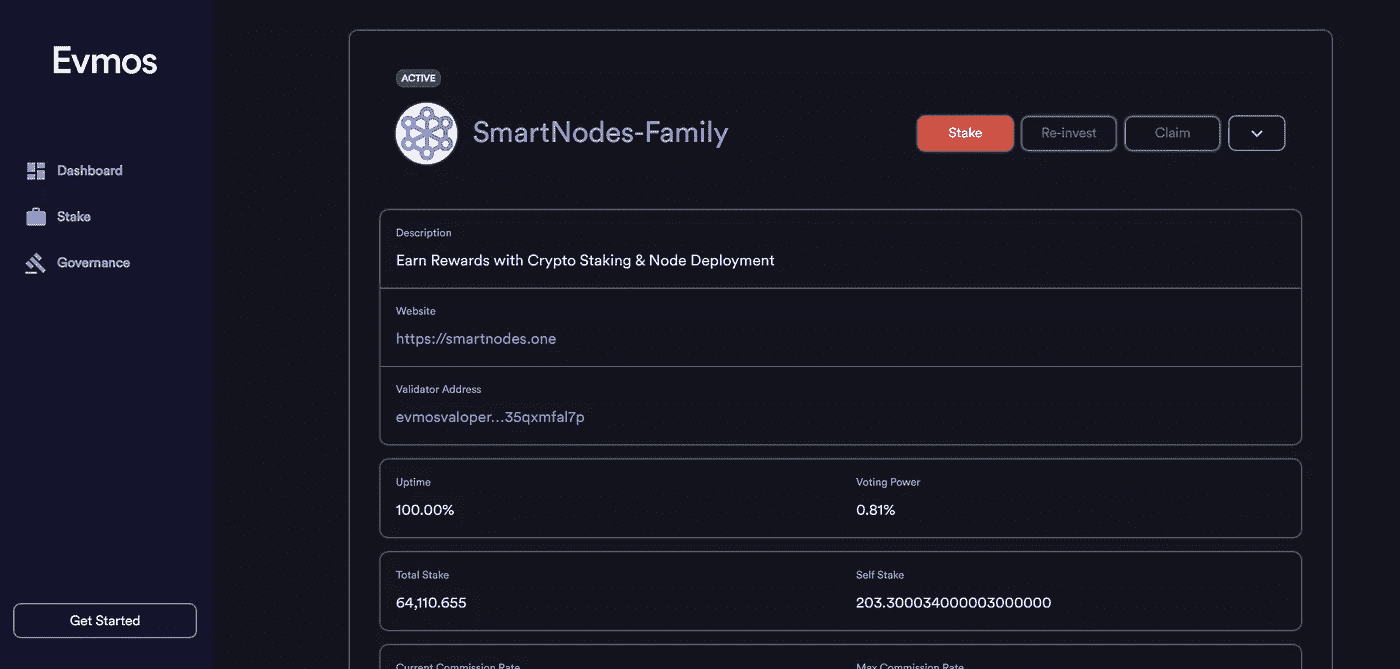 Evmos
Dashboard
Stake
Governance
Get Started
ACTIVE
SmartNodes-Family
Stake
Re-invest
Claim
Description
Earn Rewards with Crypto Staking & Node Deployment
Website
https://smartnodes.one
Validator Address
evmosvaloper...35qxmfal7p
Uptime
100.00%
Voting Power
0.81%
Total Stake
64,110.655
Self Stake
203.300034000003000000
Current Commission Rate
Max Commission Rate